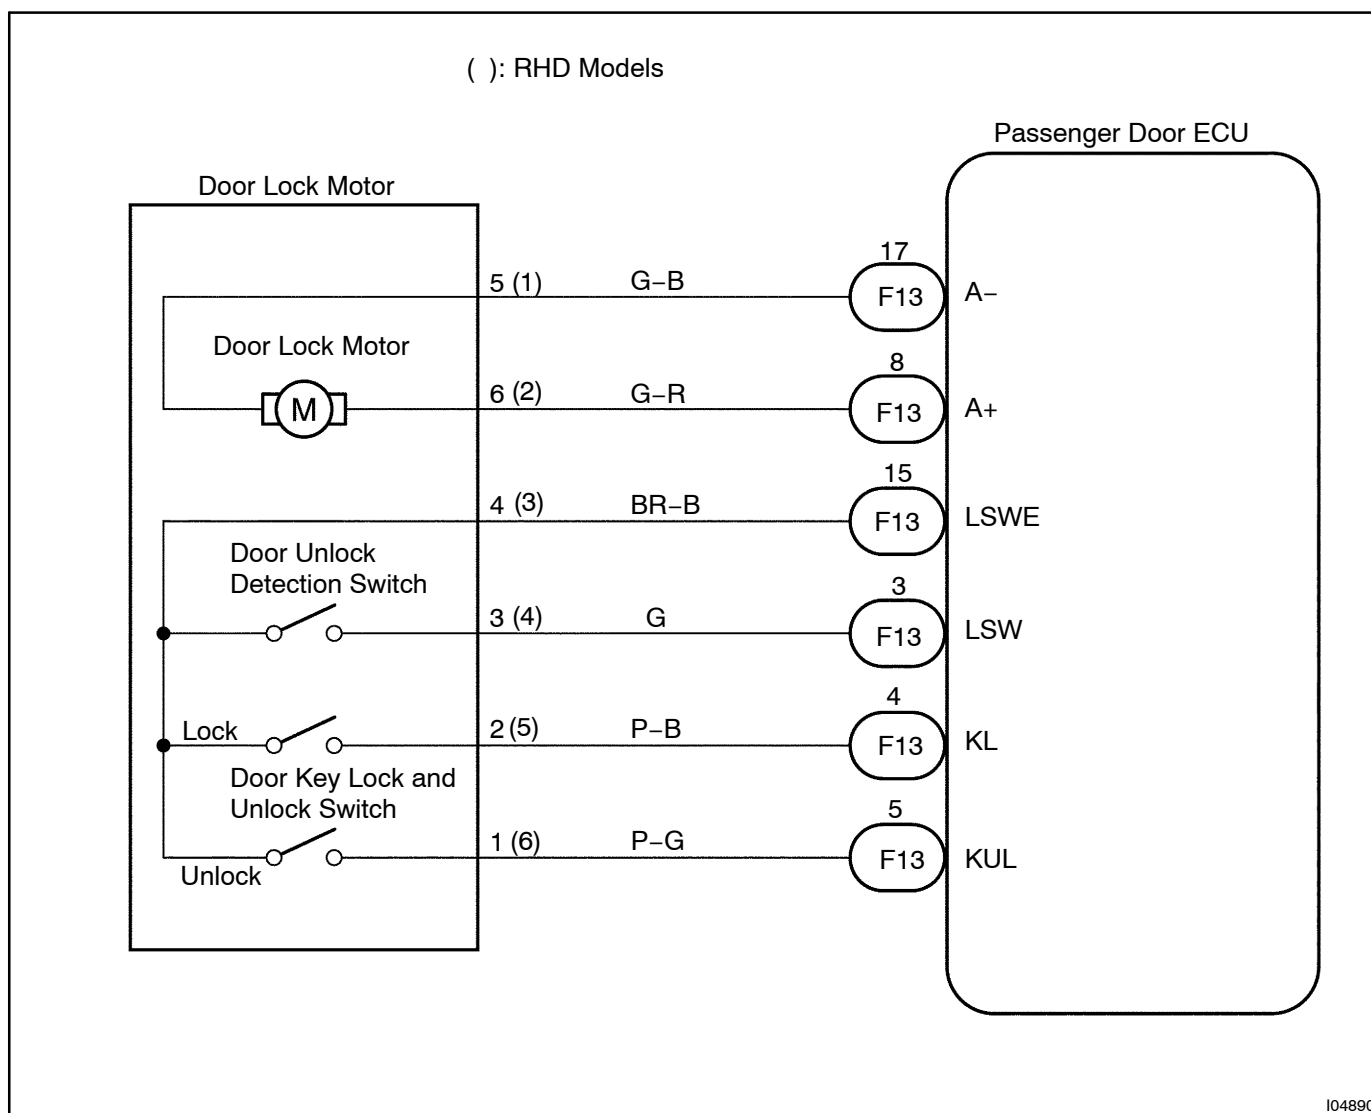 ( ): RHD Models
Passenger Door ECU
Door Lock Motor
17
5 (1) G−B F13 A−
Door Lock Motor
8
M 6 (2) G−R F13 A+
15
4 (3) BR−B F13 LSWE
Door Unlock
Detection Switch
3
3 (4) G F13 LSW
4
Lock 2 (5) P−B F13 KL
Door Key Lock and
Unlock Switch
5
1 (6) P−G F13 KUL
Unlock
I04890